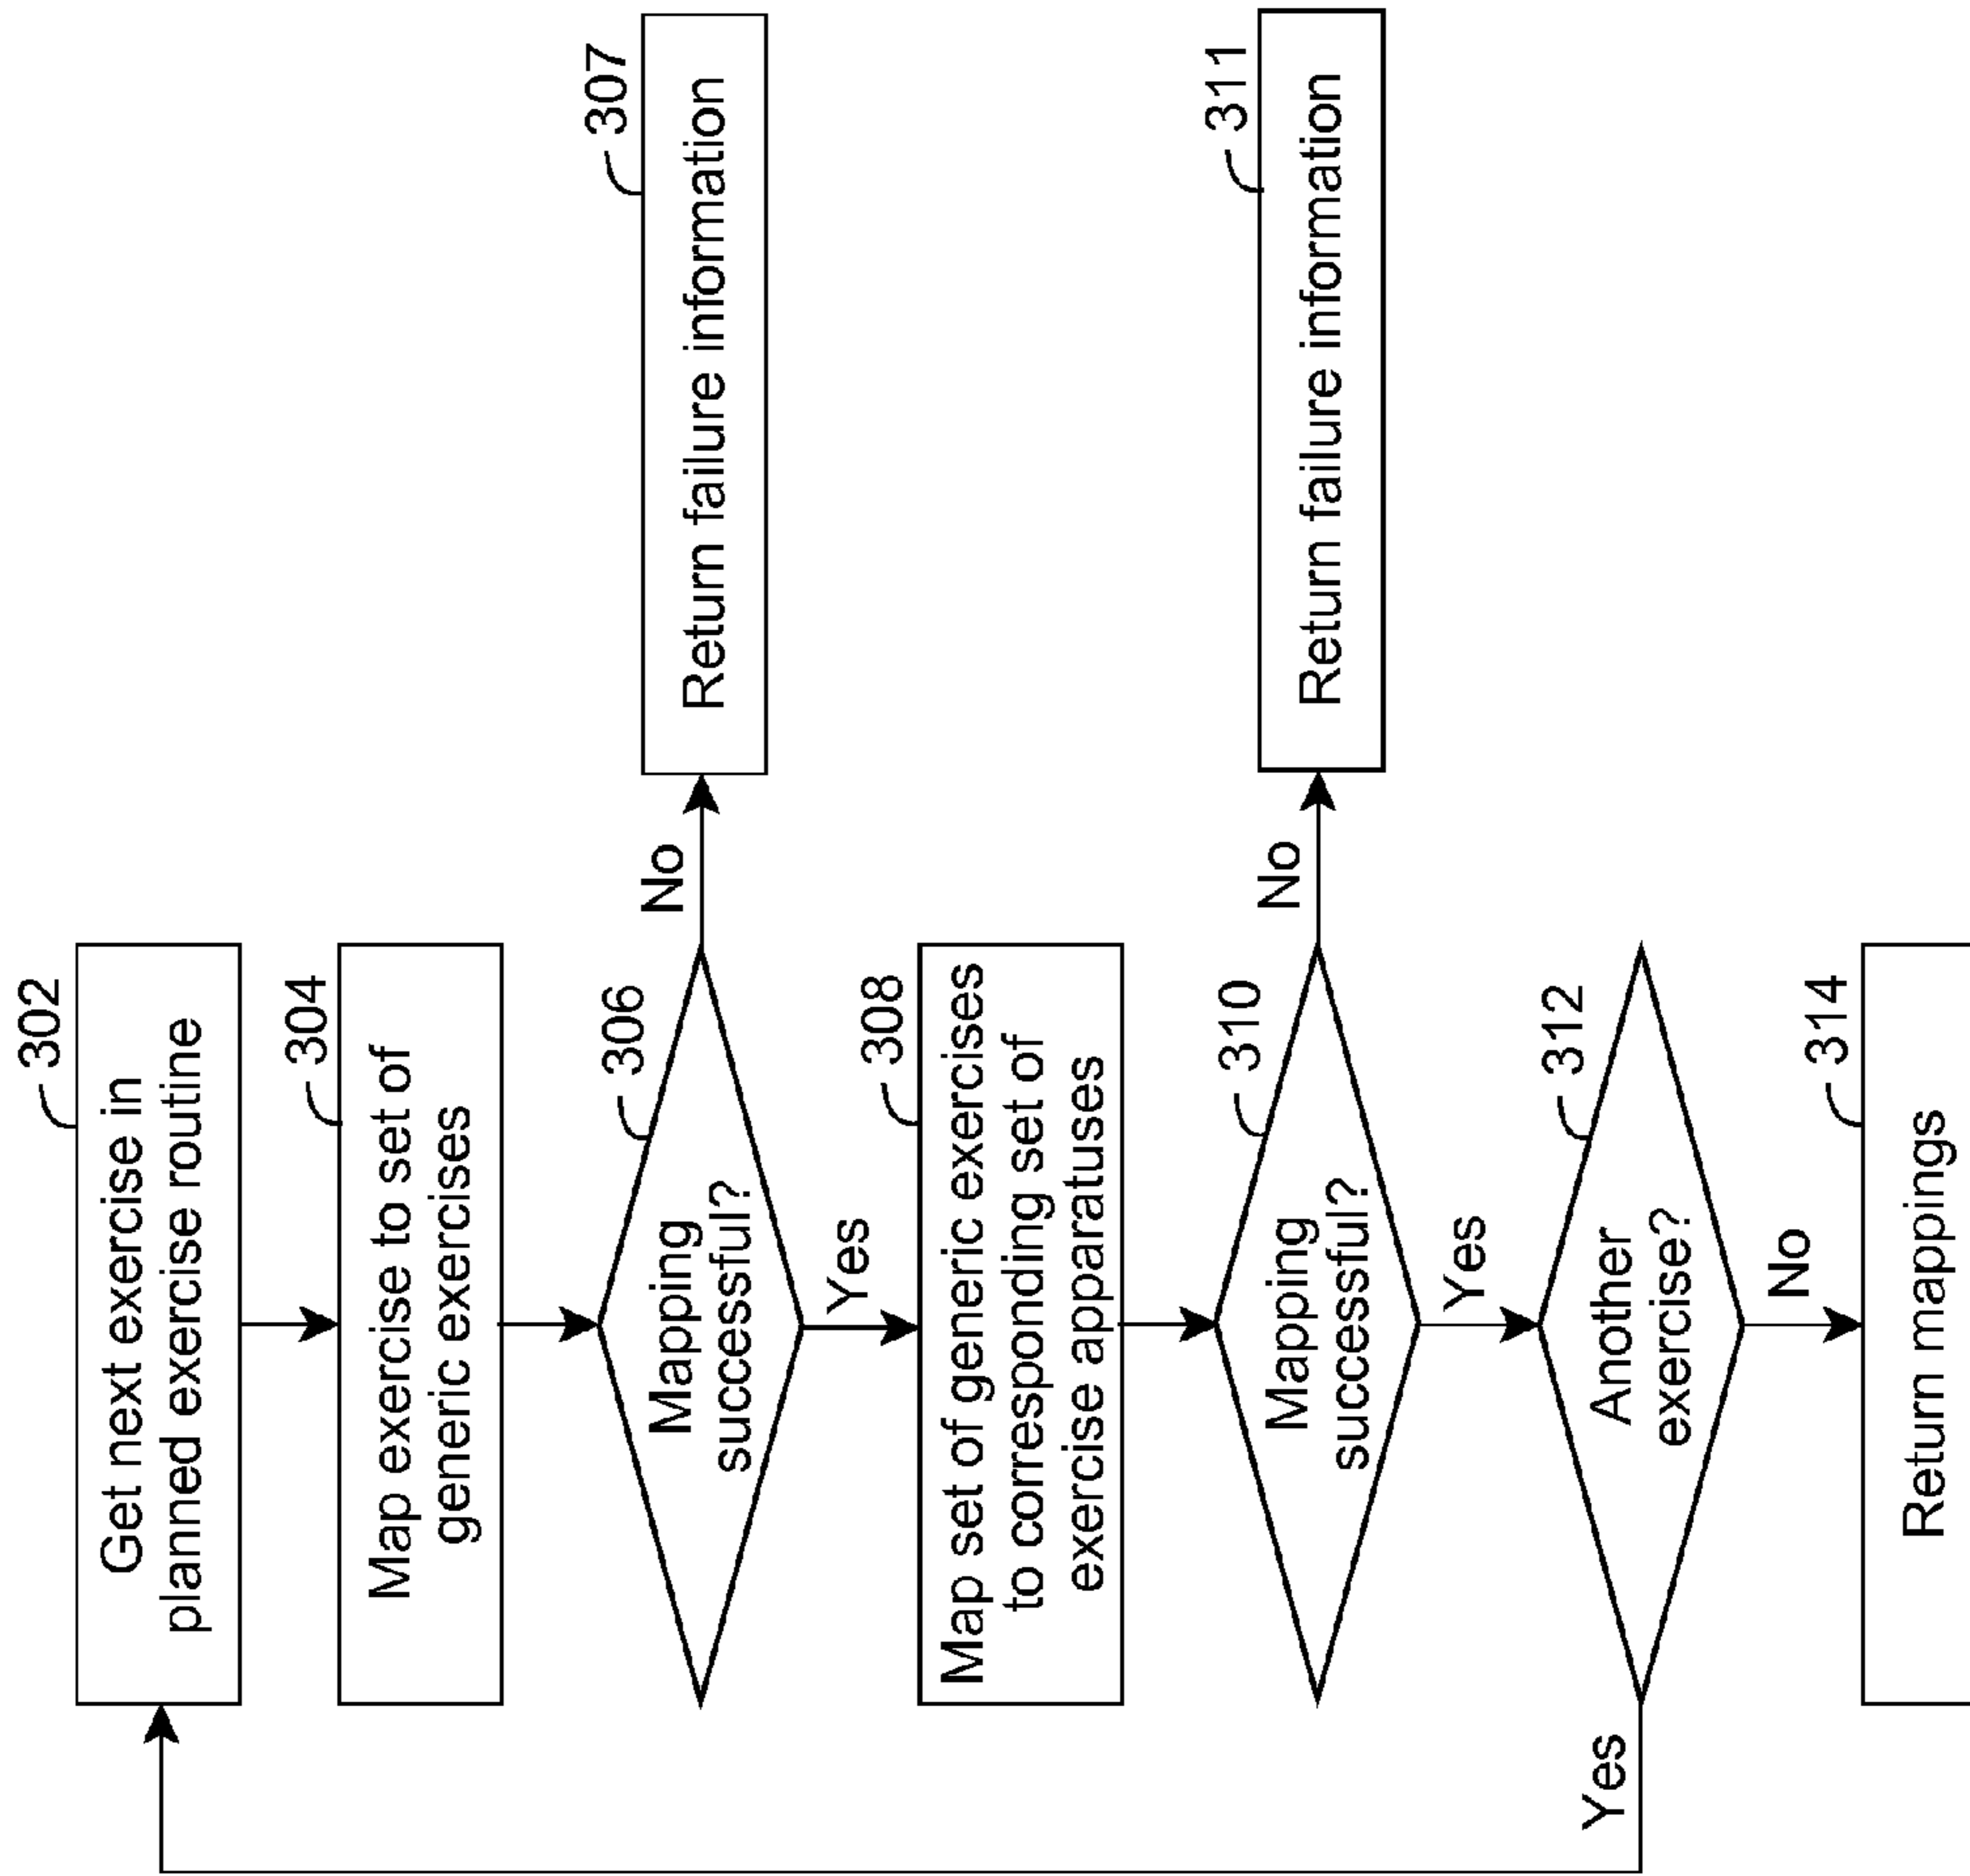 302
Get next exercise in
planned exercise routine
304
Map exercise to set of
generic exercises
306
Mapping
successful?
No
307
Return failure information
Yes
308
Map set of generic exercises
to corresponding set of
exercise apparatuses
310
Mapping
successful?
No
311
Return failure information
Yes
312
Another
exercise?
Yes
No
314
Return mappings